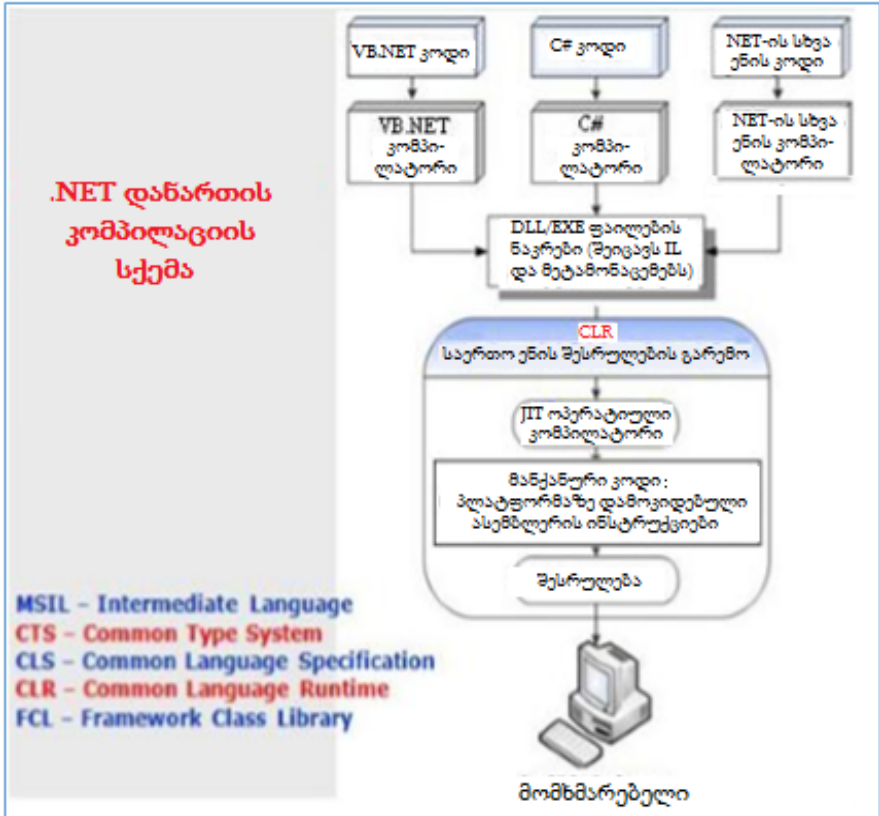 VB.NET კოდი
C# კოდი
NET-ის სხვა
ენის კოდი
VB.NET
კომპი-
ლატორი
C#
კომპი-
ლატორი
NET-ის სხვა
ენის კომპი-
ლატორი
.NET დანართის
კომპილაციის
სქემა
DLL/EXE ფაილების
ნაკრები (შეიცავს IL
და მეტამონაცემებს)
CLR
საერთო ენის შესრულების გარემო
JIT ოპერატიული
კომპილატორი
მანქანური კოდი :
პლატფორმაზე დამოკიდებული
ასემბლერის ინსტრუქციები
შესრულება
MSIL – Intermediate Language
CTS – Common Type System
CLS – Common Language Specification
CLR – Common Language Runtime
FCL – Framework Class Library
მომხმარებელი